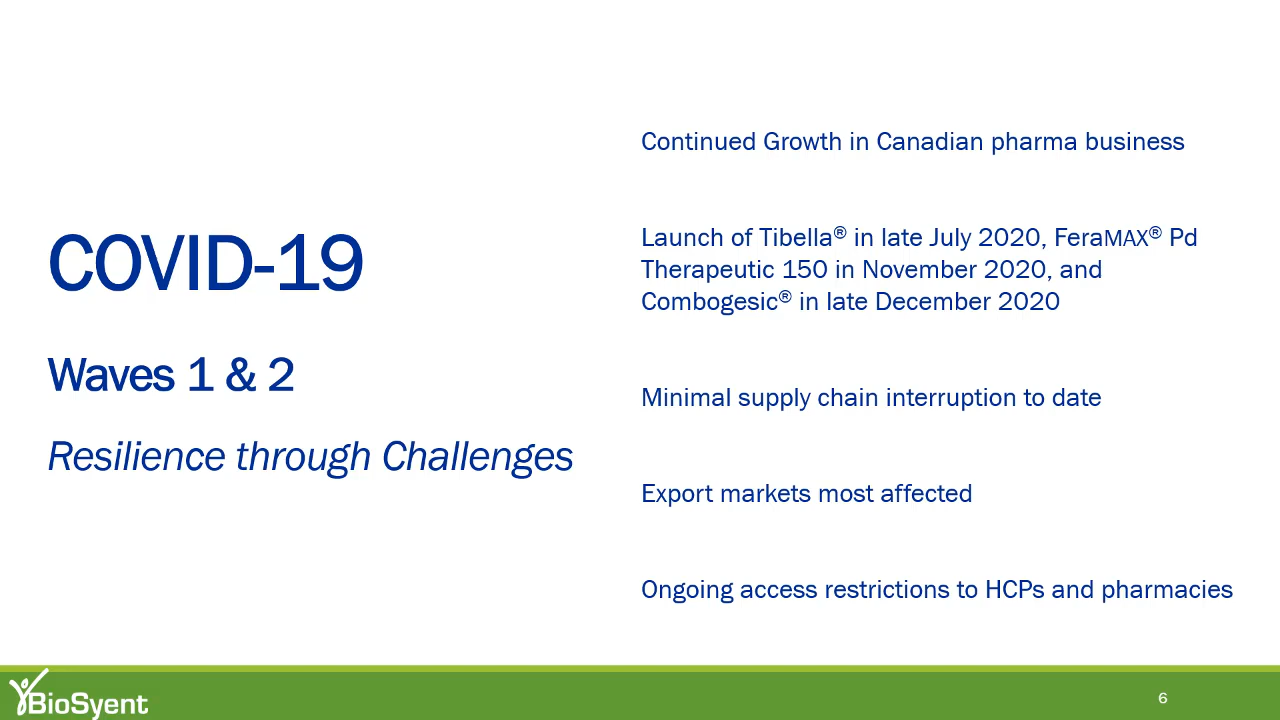 COVID-19
Waves 1 & 2
Resilience through Challenges
Continued Growth in Canadian pharma business
Launch of Tibella® in late July 2020, FeraMAX® Pd
Therapeutic 150 in November 2020, and
Combogesic® in late December 2020
Minimal supply chain interruption to date
Export markets most affected
Ongoing access restrictions to HCPs and pharmacies
BioSyent
6